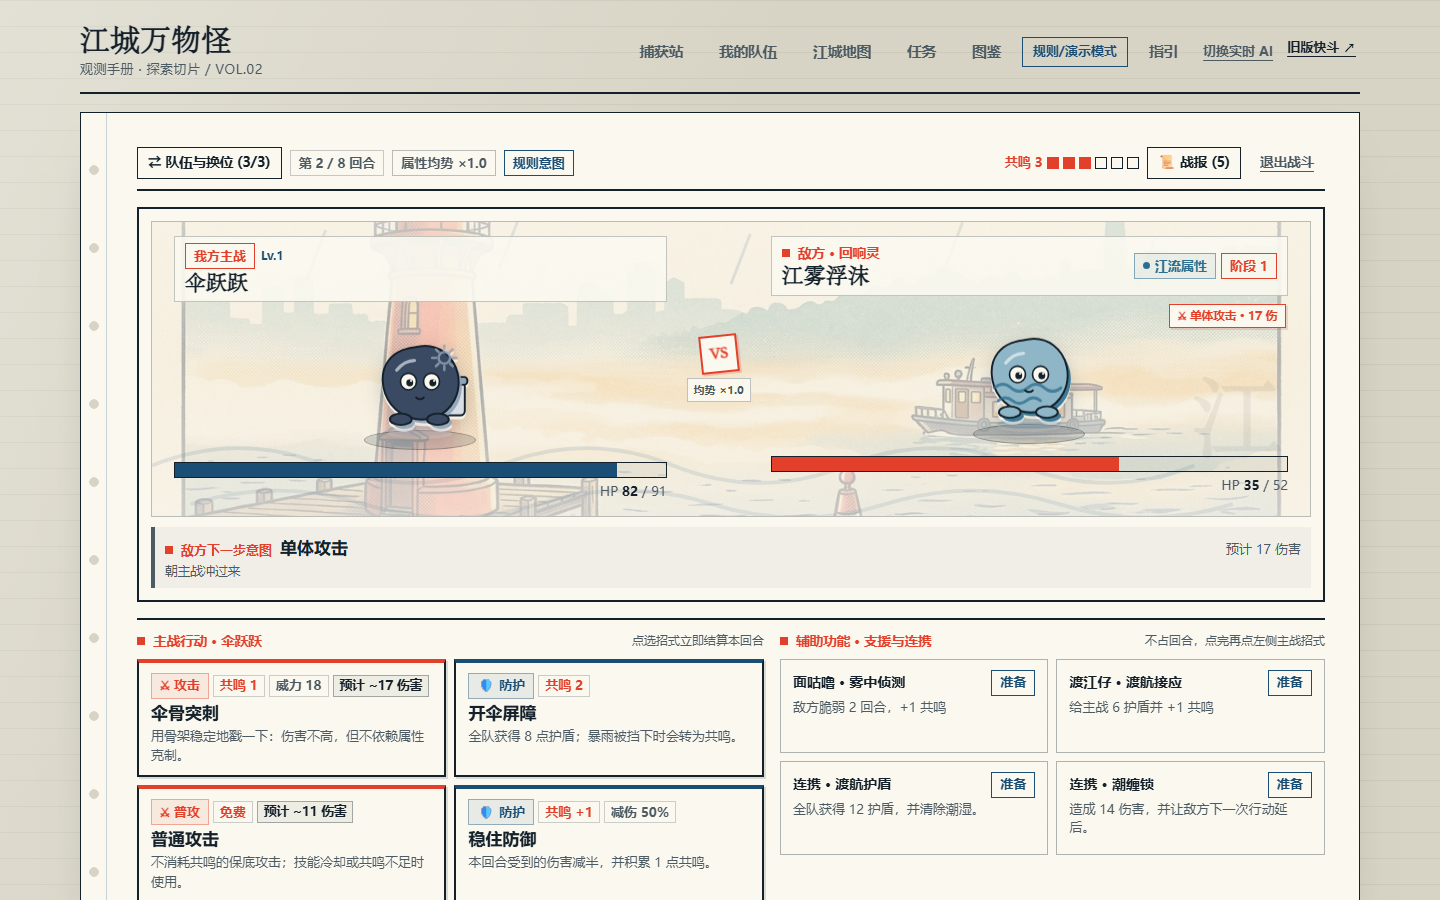 江城万物怪
观测手册 · 探索切片 / VOL.02
捕获站 我的队伍 江城地图 任务 图鉴 规则/演示模式 指引 切换实时 AI 旧版快斗 ↗
⇄ 队伍与换位 (3/3) 第 2 / 8 回合 属性均势 ×1.0 规则意图 共鸣 3 战报 (5) 退出战斗
我方主战 Lv.1
伞跃跃
敌方 • 回响灵
江雾浮沫
江流属性 阶段 1
单体攻击 • 17 伤
VS
均势 ×1.0
江
HP 82 / 91
HP 35 / 52
敌方下一步意图 单体攻击 预计 17 伤害
朝主战冲过来
主战行动 • 伞跃跃 点选招式立即结算本回合
攻击 共鸣 1 威力 18 预计 ~17 伤害
伞骨突刺
用骨架稳定地戳一下：伤害不高，但不依赖属性
克制。
防护 共鸣 2
开伞屏障
全队获得 8 点护盾；暴雨被挡下时会转为共鸣。
普攻 免费 预计 ~11 伤害
普通攻击
不消耗共鸣的保底攻击；技能冷却或共鸣不足时
使用。
防护 共鸣 +1 减伤 50%
稳住防御
本回合受到的伤害减半，并积累 1 点共鸣。
辅助功能 • 支援与连携 不占回合，点完再点左侧主战招式
面咕噜 • 雾中侦测 准备
敌方脆弱 2 回合，+1 共鸣
渡江仔 • 渡航接应 准备
给主战 6 护盾并 +1 共鸣
连携 • 渡航护盾 准备
全队获得 12 护盾，并清除潮湿。
连携 • 潮缠锁 准备
造成 14 伤害，并让敌方下一次行动延
后。